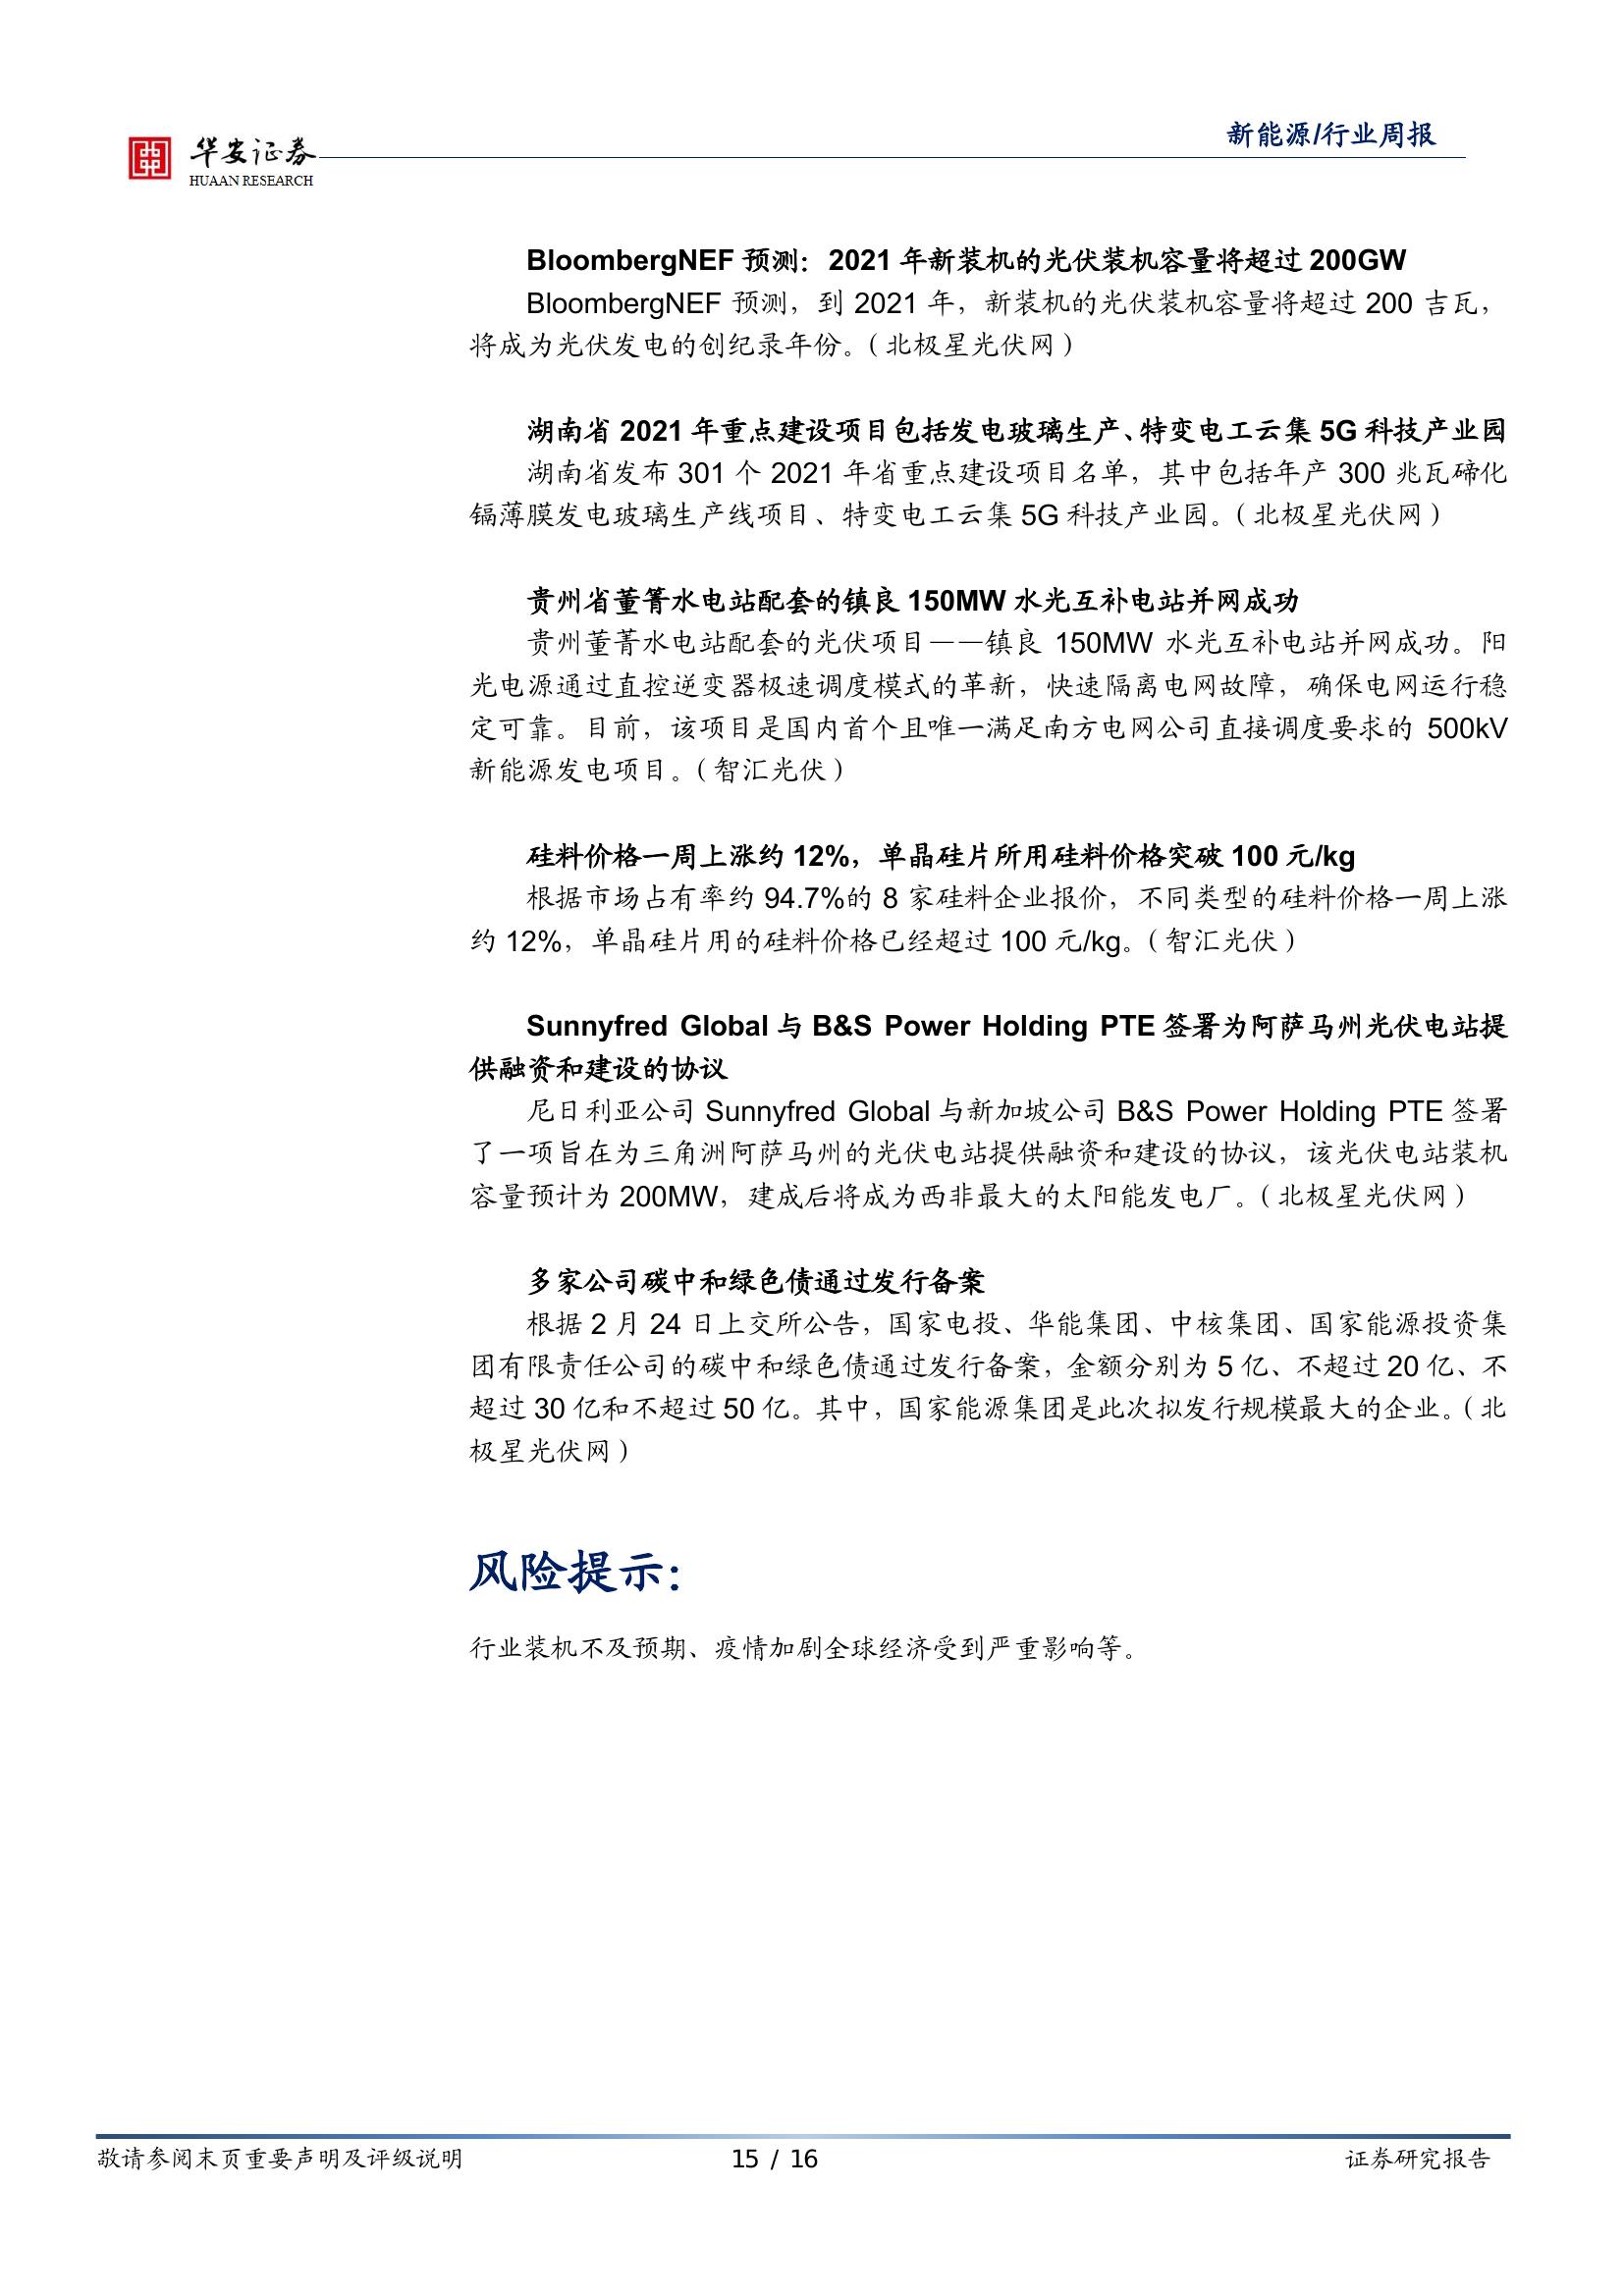 华安证券
HUAAN RESEARCH
新能源/行业周报
BloombergNEF 预测：2021 年新装机的光伏装机容量将超过 200GW
BloombergNEF 预测，到 2021 年，新装机的光伏装机容量将超过 200 吉瓦，
将成为光伏发电的创纪录年份。（北极星光伏网）
湖南省 2021 年重点建设项目包括发电玻璃生产、特变电工云集 5G 科技产业园
湖南省发布 301 个 2021 年省重点建设项目名单，其中包括年产 300 兆瓦碲化
镉薄膜发电玻璃生产线项目、特变电工云集 5G 科技产业园。（北极星光伏网）
贵州省董箐水电站配套的镇良 150MW 水光互补电站并网成功
贵州董菁水电站配套的光伏项目——镇良 150MW 水光互补电站并网成功。阳
光电源通过直控逆变器极速调度模式的革新，快速隔离电网故障，确保电网运行稳
定可靠。目前，该项目是国内首个且唯一满足南方电网公司直接调度要求的 500kV
新能源发电项目。（智汇光伏）
硅料价格一周上涨约 12%，单晶硅片所用硅料价格突破 100 元/kg
根据市场占有率约 94.7%的 8 家硅料企业报价，不同类型的硅料价格一周上涨
约 12%，单晶硅片用的硅料价格已经超过 100 元/kg。（智汇光伏）
Sunnyfred Global 与 B&S Power Holding PTE 签署为阿萨马州光伏电站提
供融资和建设的协议
尼日利亚公司 Sunnyfred Global 与新加坡公司 B&S Power Holding PTE 签署
了一项旨在为三角洲阿萨马州的光伏电站提供融资和建设的协议，该光伏电站装机
容量预计为 200MW，建成后将成为西非最大的太阳能发电厂。（北极星光伏网）
多家公司碳中和绿色债通过发行备案
根据 2 月 24 日上交所公告，国家电投、华能集团、中核集团、国家能源投资集
团有限责任公司的碳中和绿色债通过发行备案，金额分别为 5 亿、不超过 20 亿、不
超过 30 亿和不超过 50 亿。其中，国家能源集团是此次拟发行规模最大的企业。（北
极星光伏网）
风险提示：
行业装机不及预期、疫情加剧全球经济受到严重影响等。
敬请参阅末页重要声明及评级说明
15 / 16
证券研究报告